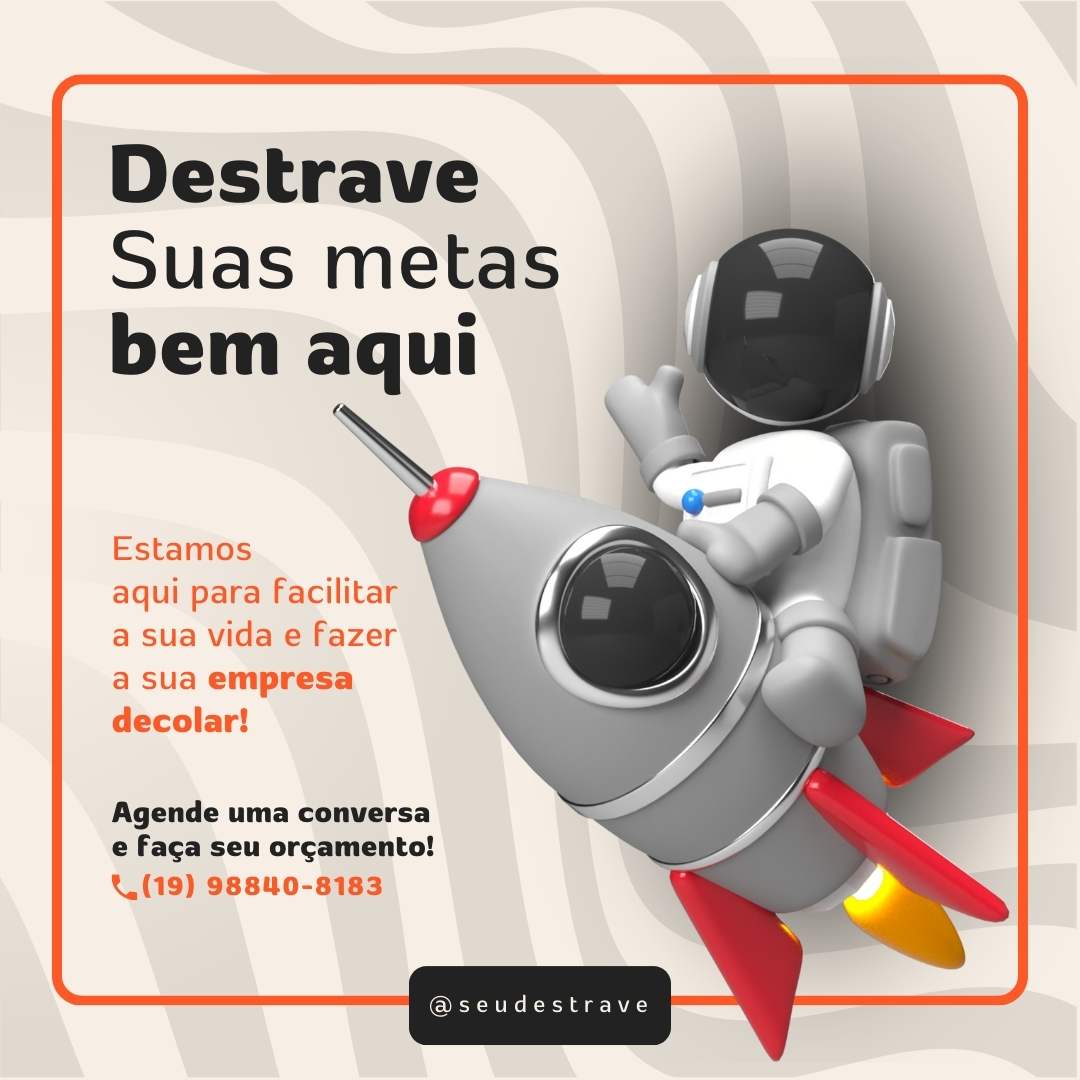 Destrave
Suas metas
bem aqui
Estamos
aqui para facilitar
a sua vida e fazer
a sua empresa
decolar!
Agende uma conversa
e faça seu orçamento!
(19) 98840-8183
@seudestrave